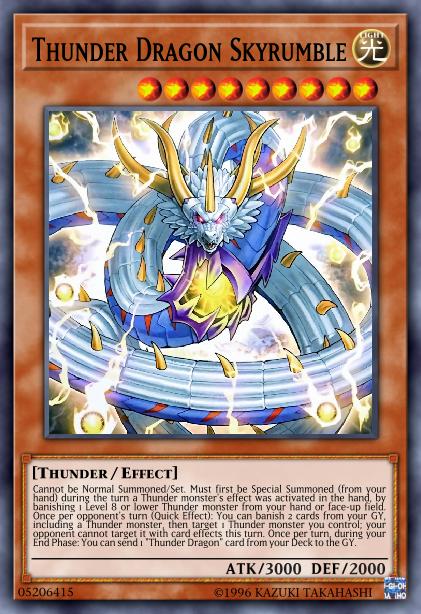 THUNDER DRAGON SKYRUMBLE
LIGHT
光
[THUNDER / EFFECT]
Cannot be Normal Summoned/Set. Must first be Special Summoned (from your
hand) during the turn a Thunder monster's effect was activated in the hand, by
banishing 1 Level 8 or lower Thunder monster from your hand or face-up field.
Once per opponent's turn (Quick Effect): You can banish 2 cards from your GY,
including a Thunder monster, then target 1 Thunder monster you control; your
opponent cannot target it with card effects this turn. Once per turn, during your
End Phase: You can send 1 "Thunder Dragon" card from your Deck to the GY.
ATK/3000 DEF/2000
05206415
©1996 KAZUKI TAKAHASHI